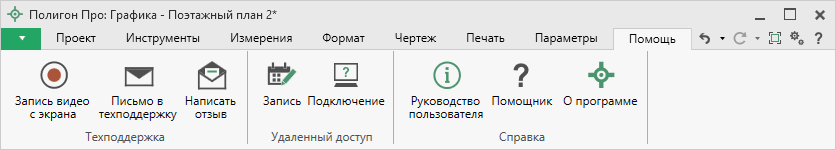 Полигон Про: Графика - Поэтажный план 2*
Проект Инструменты Измерения Формат Чертеж Печать Параметры Помощь ?
Запись видео с экрана
Письмо в техподдержку
Написать отзыв
Техподдержка
Запись
Подключение
Удаленный доступ
Руководство пользователя
Помощник
О программе
Справка